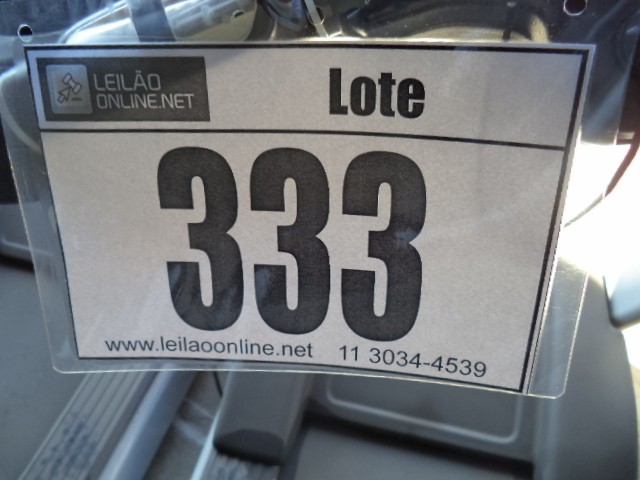 LEILÃO
ONLINE.NET
Lote
333
www.leilaoonline.net 11 3034-4539